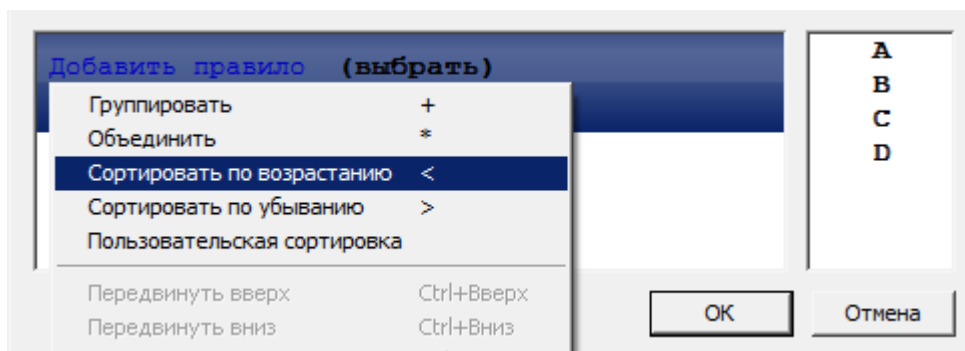 Добавить правило (выбрать)
Группировать +
Объединить *
Сортировать по возрастанию <
Сортировать по убыванию >
Пользовательская сортировка
Передвинуть вверх Ctrl+Вверх
Передвинуть вниз Ctrl+Вниз
A
B
C
D
OK
Отмена